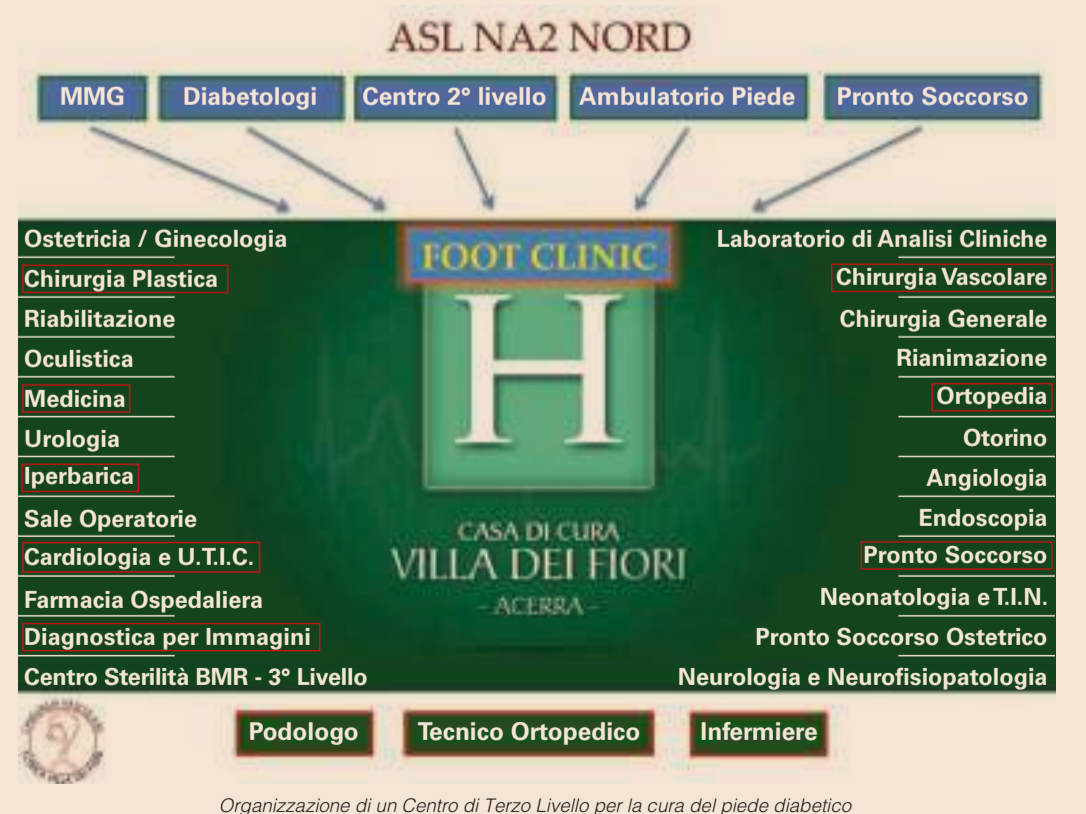 ASL NA2 NORD
MMG
Diabetologi
Centro 2° livello
Ambulatorio Piede
Pronto Soccorso
FOOT CLINIC
Ostetricia / Ginecologia
Chirurgia Plastica
Riabilitazione
Oculistica
Medicina
Urologia
Iperbarica
Sale Operatorie
Cardiologia e U.T.I.C.
Farmacia Ospedaliera
Diagnostica per Immagini
Centro Sterilità BMR - 3° Livello
H
CASA DI CURA
VILLA DEI FIORI
- ACERRA -
Laboratorio di Analisi Cliniche
Chirurgia Vascolare
Chirurgia Generale
Rianimazione
Ortopedia
Otorino
Angiologia
Endoscopia
Pronto Soccorso
Neonatologia e T.I.N.
Pronto Soccorso Ostetrico
Neurologia e Neurofisiopatologia
Podologo
Tecnico Ortopedico
Infermiere
Organizzazione di un Centro di Terzo Livello per la cura del piede diabetico